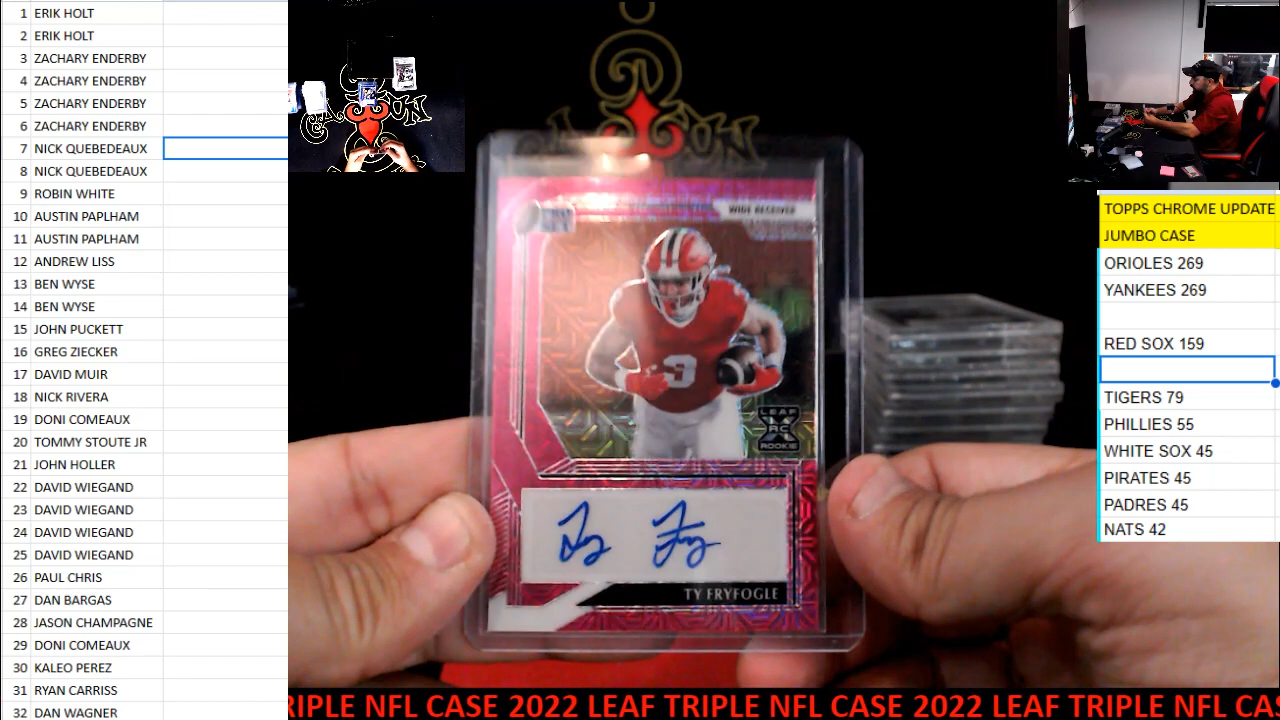 1 ERIK HOLT
2 ERIK HOLT
3 ZACHARY ENDERBY
4 ZACHARY ENDERBY
5 ZACHARY ENDERBY
6 ZACHARY ENDERBY
7 NICK QUEBEDEAUX
8 NICK QUEBEDEAUX
9 ROBIN WHITE
10 AUSTIN PAPLHAM
11 AUSTIN PAPLHAM
12 ANDREW LISS
13 BEN WYSE
14 BEN WYSE
15 JOHN PUCKETT
16 GREG ZIECKER
17 DAVID MUIR
18 NICK RIVERA
19 DONI COMEAUX
20 TOMMY STOUTE JR
21 JOHN HOLLER
22 DAVID WIEGAND
23 DAVID WIEGAND
24 DAVID WIEGAND
25 DAVID WIEGAND
26 PAUL CHRIS
27 DAN BARGAS
28 JASON CHAMPAGNE
29 DONI COMEAUX
30 KALEO PEREZ
31 RYAN CARRISS
32 DAN WAGNER
WIDE RECEIVER
3
LEAF
X
RC
ROOKIE
TY FRYFOGLE
TOPPS CHROME UPDATE
JUMBO CASE
ORIOLES 269
YANKEES 269
RED SOX 159
TIGERS 79
PHILLIES 55
WHITE SOX 45
PIRATES 45
PADRES 45
NATS 42
RIPLE NFL CASE 2022 LEAF TRIPLE NFL CASE 2022 LEAF TRIPLE NFL CAS